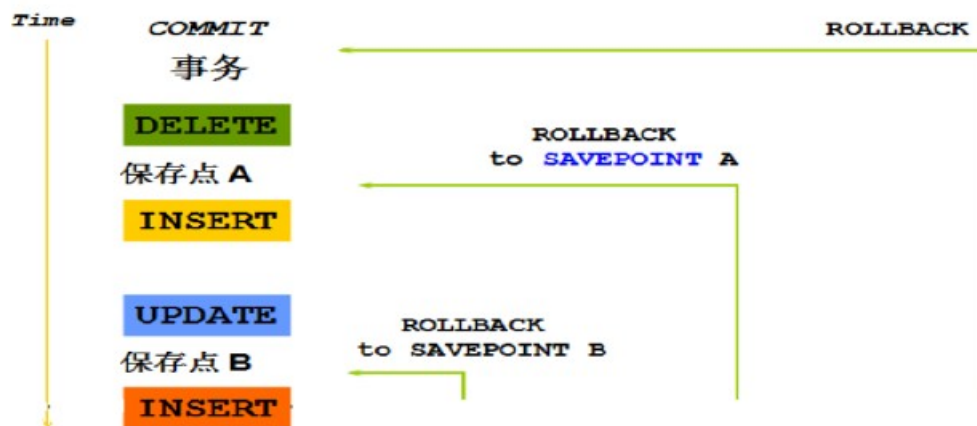 Time
COMMIT
ROLLBACK
事务
DELETE
ROLLBACK
to SAVEPOINT A
保存点 A
INSERT
UPDATE
ROLLBACK
to SAVEPOINT B
保存点 B
INSERT